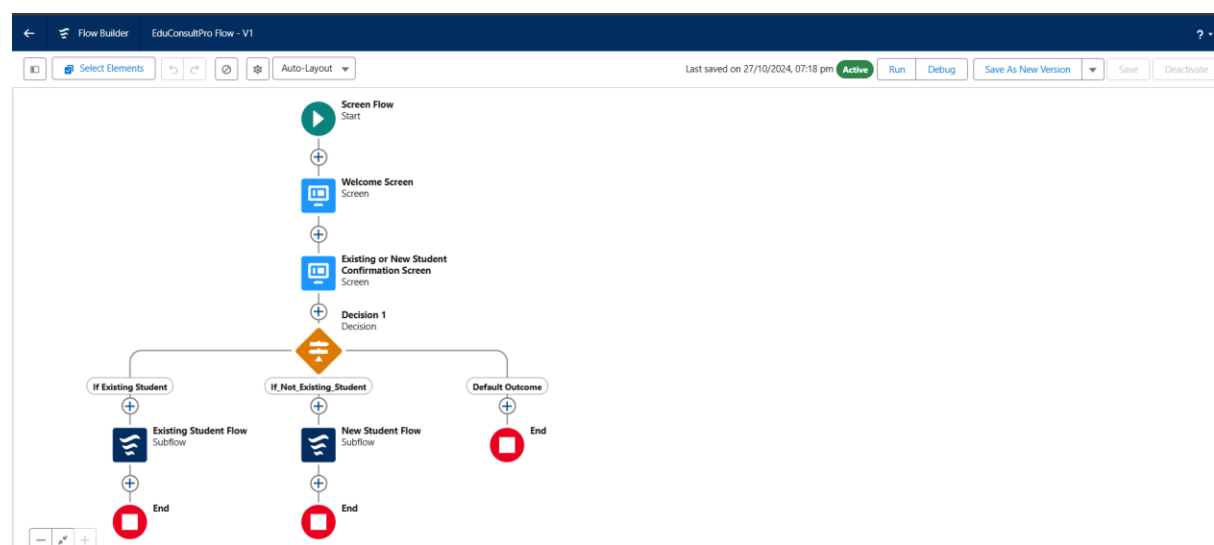 Flow Builder EduConsultPro Flow - V1 ?
Select Elements Auto-Layout Last saved on 27/10/2024, 07:18 pm Active Run Debug Save As New Version Save Deactivate
Screen Flow
Start
Welcome Screen
Screen
Existing or New Student
Confirmation Screen
Screen
Decision 1
Decision
If Existing Student If_Not_Existing_Student Default Outcome
Existing Student Flow New Student Flow End
Subflow Subflow
End End